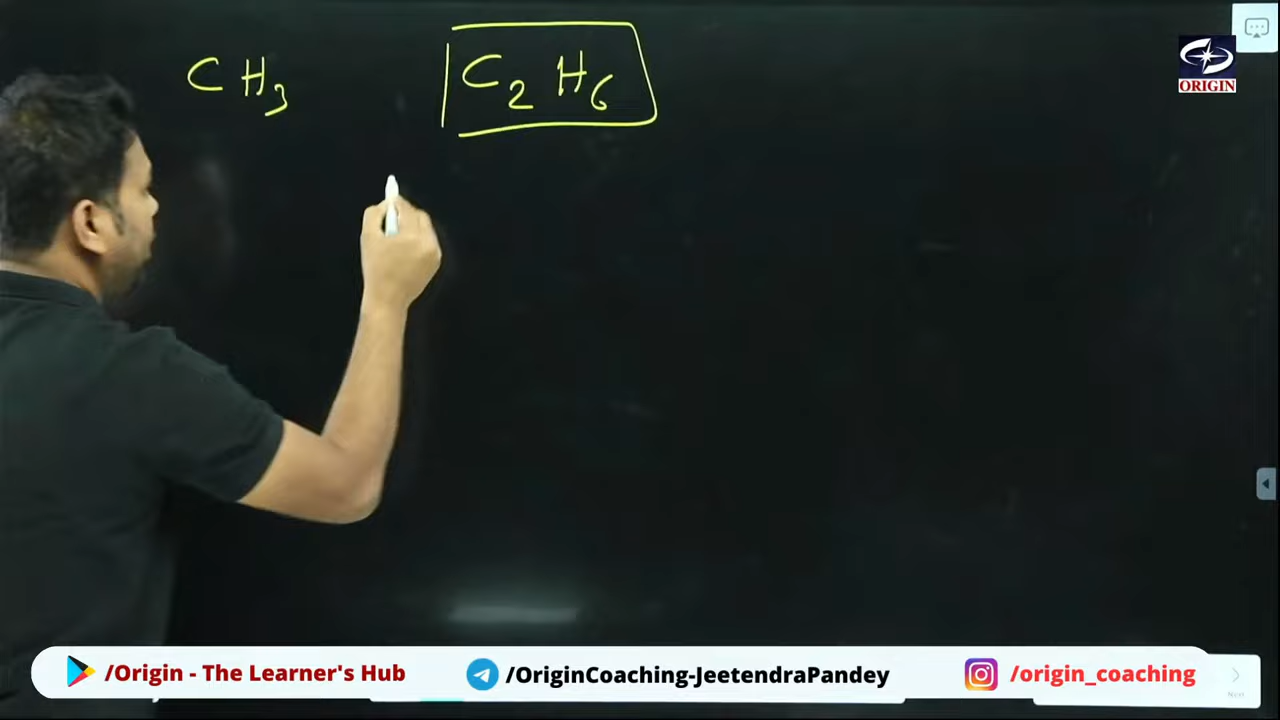 CH₃ C₂H₆
ORIGIN
/Origin - The Learner's Hub /OriginCoaching-JeetendraPandey /origin_coaching